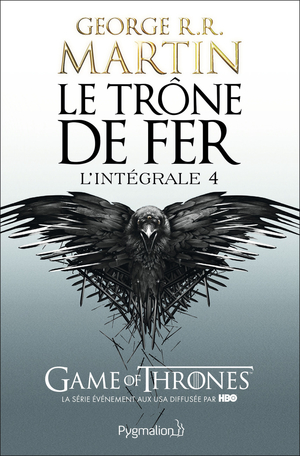 GEORGE R.R.
MARTIN
LE TRÔNE
DE FER
L'INTÉGRALE 4
GAME OF THRONES
LA SÉRIE ÉVÉNEMENT AUX USA DIFFUSÉE PAR HBO
Pygmalion